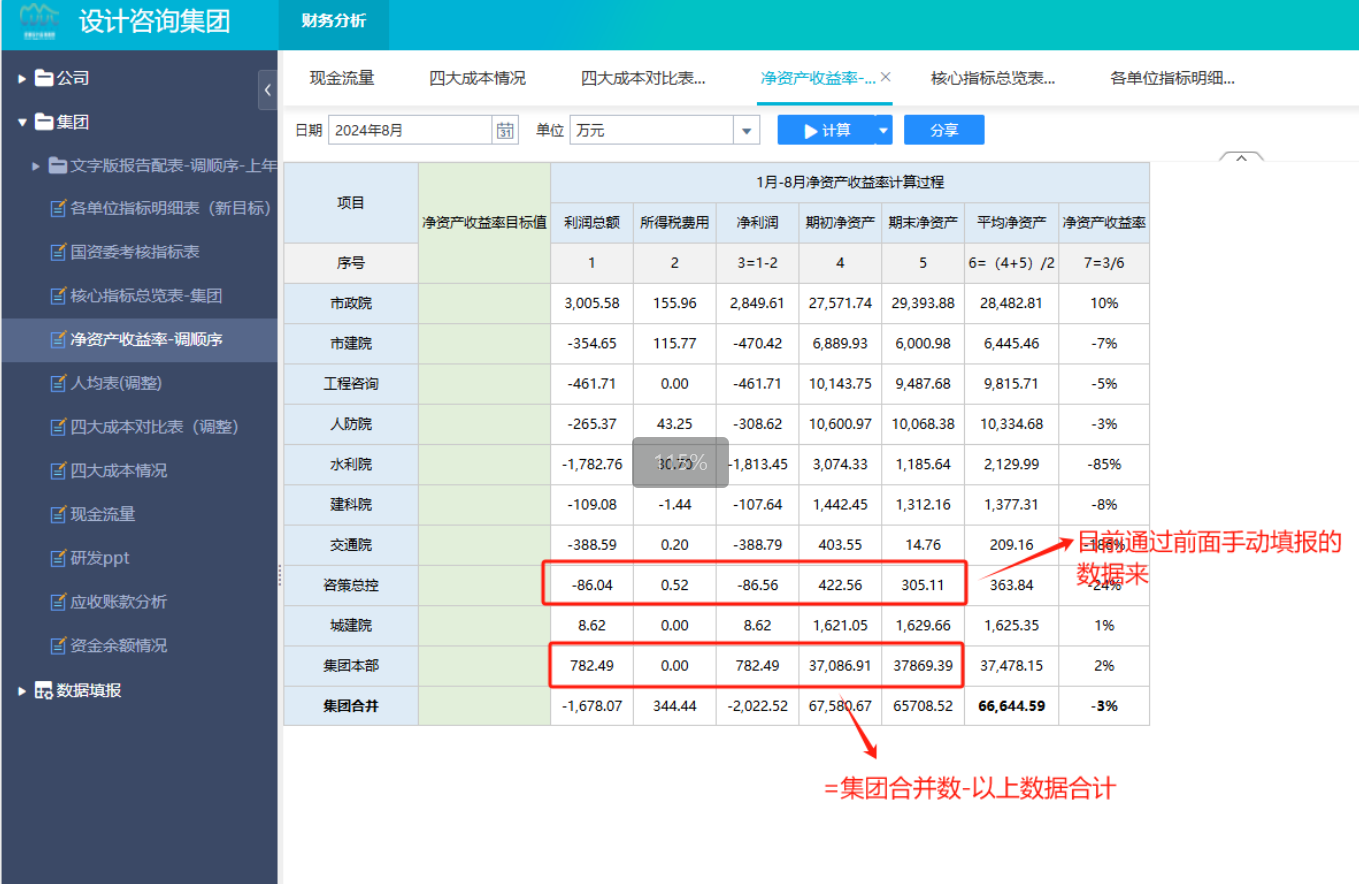 设计咨询集团
财务分析
公司
集团
文字版报告配表-调顺序-上年
各单位指标明细表（新目标）
国资委考核指标表
核心指标总览表-集团
净资产收益率-调顺序
人均表(调整)
四大成本对比表（调整）
四大成本情况
现金流量
研发ppt
应收账款分析
资金余额情况
数据填报
现金流量 四大成本情况 四大成本对比表... 净资产收益率-... 核心指标总览表... 各单位指标明细...
日期 2024年8月 31 单位 万元 计算 分享
项目 净资产收益率目标值 1月-8月净资产收益率计算过程
利润总额 所得税费用 净利润 期初净资产 期末净资产 平均净资产 净资产收益率
序号 1 2 3=1-2 4 5 6=（4+5）/2 7=3/6
市政院 3,005.58 155.96 2,849.61 27,571.74 29,393.88 28,482.81 10%
市建院 -354.65 115.77 -470.42 6,889.93 6,000.98 6,445.46 -7%
工程咨询 -461.71 0.00 -461.71 10,143.75 9,487.68 9,815.71 -5%
人防院 -265.37 43.25 -308.62 10,600.97 10,068.38 10,334.68 -3%
水利院 -1,782.76 30.70 -1,813.45 3,074.33 1,185.64 2,129.99 -85%
115%
建科院 -109.08 -1.44 -107.64 1,442.45 1,312.16 1,377.31 -8%
交通院 -388.59 0.20 -388.79 403.55 14.76 209.16 -186%
咨策总控 -86.04 0.52 -86.56 422.56 305.11 363.84 -24%
城建院 8.62 0.00 8.62 1,621.05 1,629.66 1,625.35 1%
集团本部 782.49 0.00 782.49 37,086.91 37869.39 37,478.15 2%
集团合并 -1,678.07 344.44 -2,022.52 67,580.67 65708.52 66,644.59 -3%
目前通过前面手动填报的
数据来
=集团合并数-以上数据合计